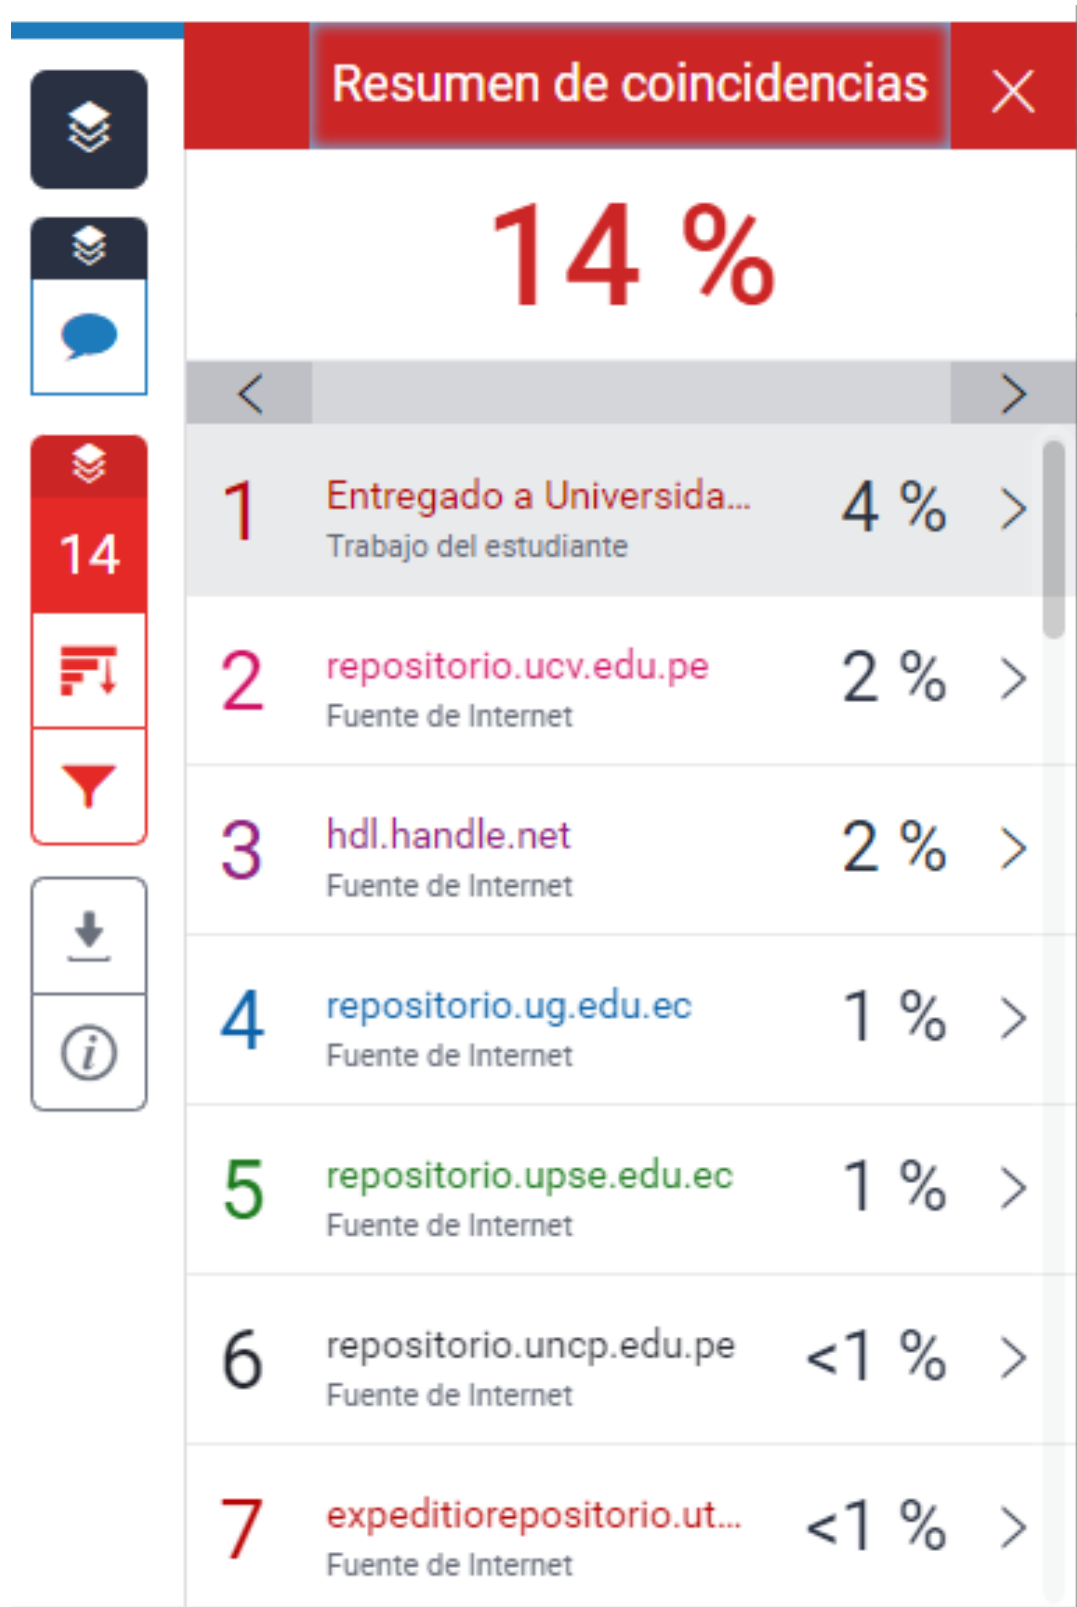 Resumen de coincidencias
14 %
14
1 Entregado a Universida... 4 %
Trabajo del estudiante
2 repositorio.ucv.edu.pe 2 %
Fuente de Internet
3 hdl.handle.net 2 %
Fuente de Internet
4 repositorio.ug.edu.ec 1 %
Fuente de Internet
5 repositorio.upse.edu.ec 1 %
Fuente de Internet
6 repositorio.uncp.edu.pe <1 %
Fuente de Internet
7 expeditiorepositorio.ut... <1 %
Fuente de Internet